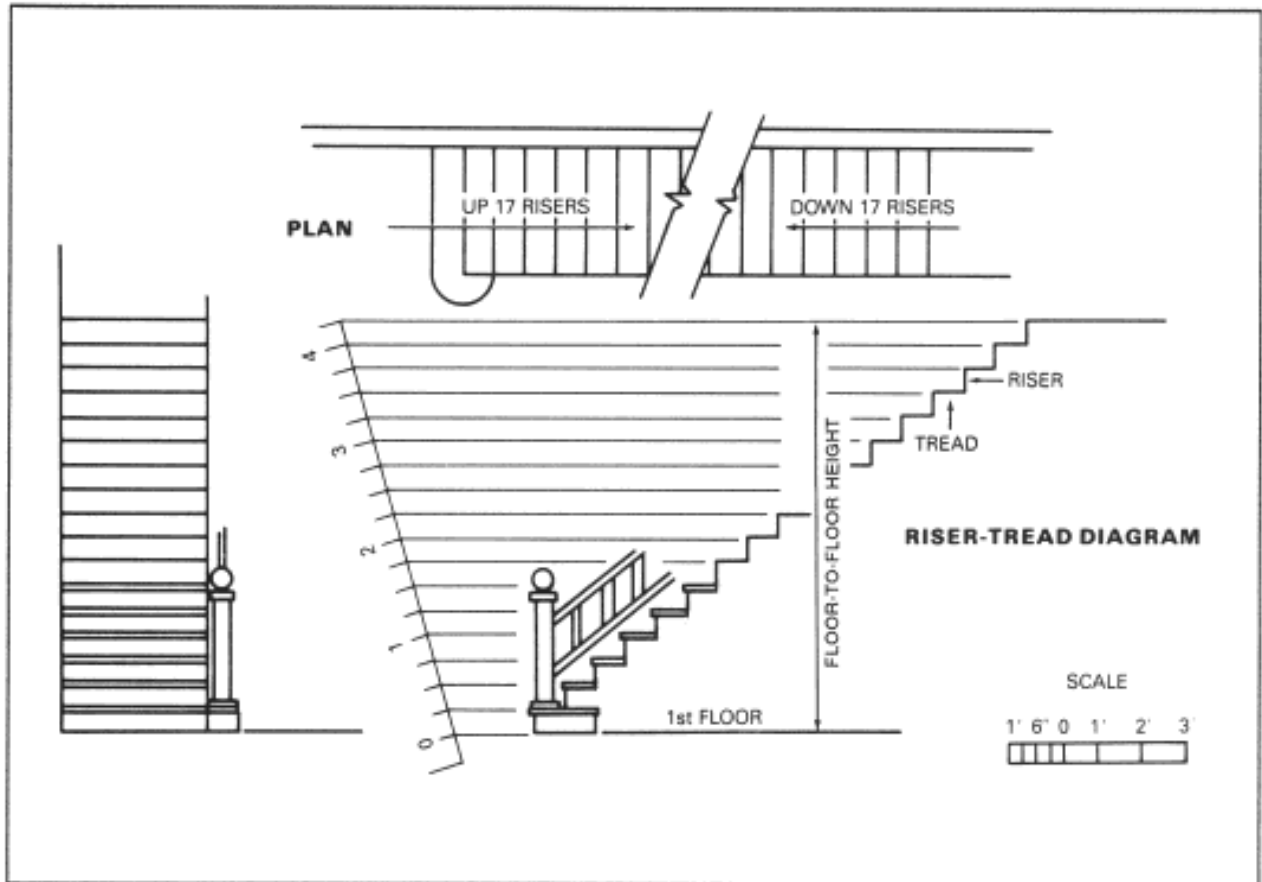 UP 17 RISERS
DOWN 17 RISERS
PLAN
4
3
2
1
0
RISER
TREAD
FLOOR-TO-FLOOR HEIGHT
RISER-TREAD DIAGRAM
1st FLOOR
SCALE
1' 6" 0 1' 2' 3'